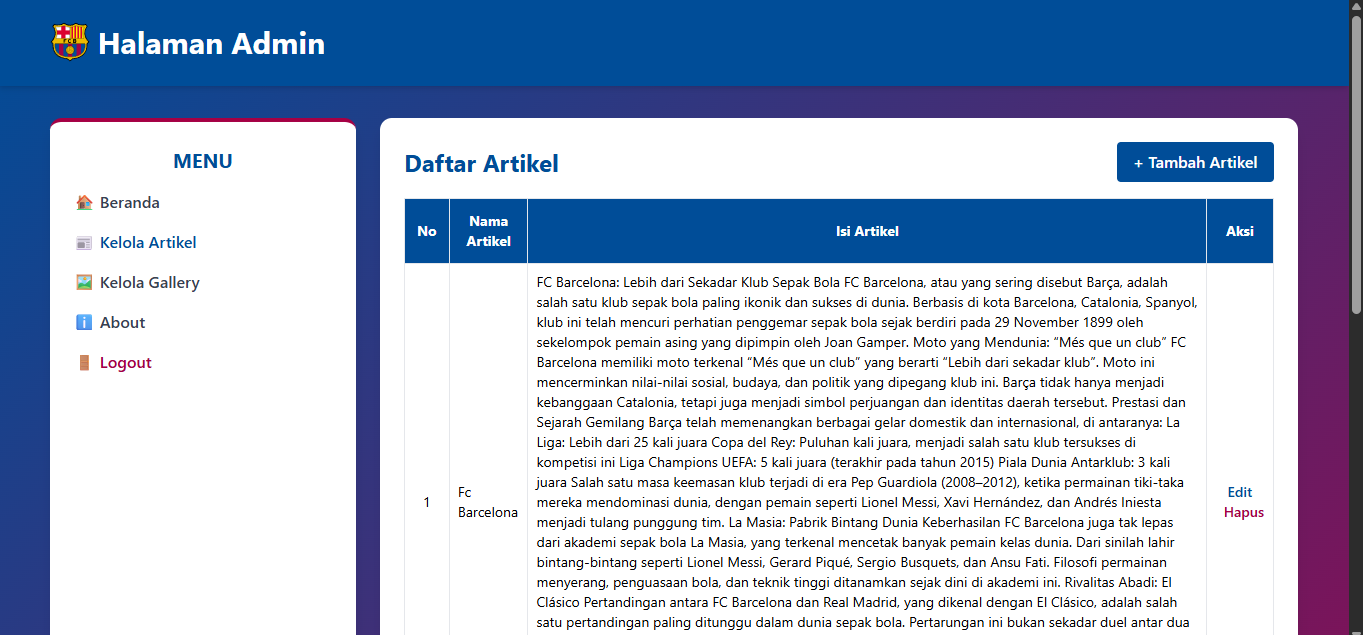 Halaman Admin
MENU
Beranda
Kelola Artikel
Kelola Gallery
About
Logout
Daftar Artikel
+ Tambah Artikel
No
Nama
Artikel
Isi Artikel
Aksi
1
Fc
Barcelona
FC Barcelona: Lebih dari Sekadar Klub Sepak Bola FC Barcelona, atau yang sering disebut Barça, adalah
salah satu klub sepak bola paling ikonik dan sukses di dunia. Berbasis di kota Barcelona, Catalonia, Spanyol,
klub ini telah mencuri perhatian penggemar sepak bola sejak berdiri pada 29 November 1899 oleh
sekelompok pemain asing yang dipimpin oleh Joan Gamper. Moto yang Mendunia: “Més que un club” FC
Barcelona memiliki moto terkenal “Més que un club” yang berarti “Lebih dari sekadar klub”. Moto ini
mencerminkan nilai-nilai sosial, budaya, dan politik yang dipegang klub ini. Barça tidak hanya menjadi
kebanggaan Catalonia, tetapi juga menjadi simbol perjuangan dan identitas daerah tersebut. Prestasi dan
Sejarah Gemilang Barça telah memenangkan berbagai gelar domestik dan internasional, di antaranya: La
Liga: Lebih dari 25 kali juara Copa del Rey: Puluhan kali juara, menjadi salah satu klub tersukses di
kompetisi ini Liga Champions UEFA: 5 kali juara (terakhir pada tahun 2015) Piala Dunia Antarklub: 3 kali
juara Salah satu masa keemasan klub terjadi di era Pep Guardiola (2008–2012), ketika permainan tiki-taka
mereka mendominasi dunia, dengan pemain seperti Lionel Messi, Xavi Hernández, dan Andrés Iniesta
menjadi tulang punggung tim. La Masia: Pabrik Bintang Dunia Keberhasilan FC Barcelona juga tak lepas
dari akademi sepak bola La Masia, yang terkenal mencetak banyak pemain kelas dunia. Dari sinilah lahir
bintang-bintang seperti Lionel Messi, Gerard Piqué, Sergio Busquets, dan Ansu Fati. Filosofi permainan
menyerang, penguasaan bola, dan teknik tinggi ditanamkan sejak dini di akademi ini. Rivalitas Abadi: El
Clásico Pertandingan antara FC Barcelona dan Real Madrid, yang dikenal dengan El Clásico, adalah salah
satu pertandingan paling ditunggu dalam dunia sepak bola. Pertarungan ini bukan sekadar duel antar dua
Edit
Hapus